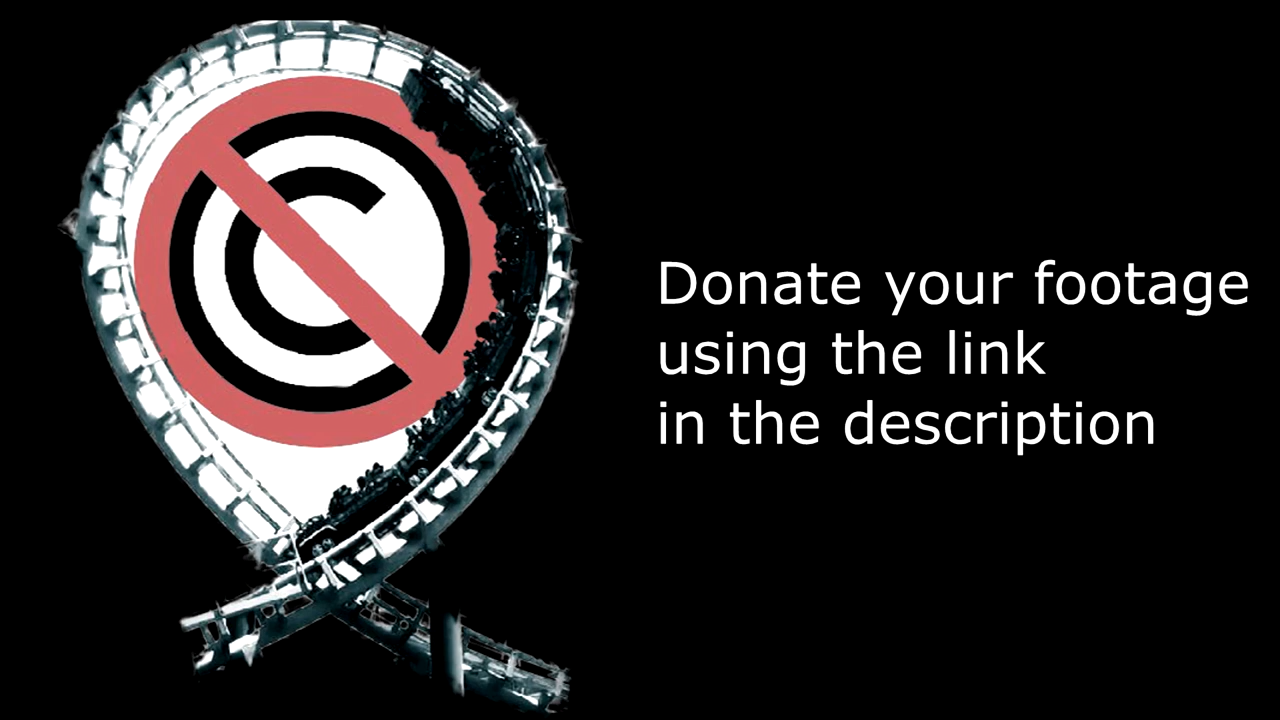 Donate your footage
using the link
in the description